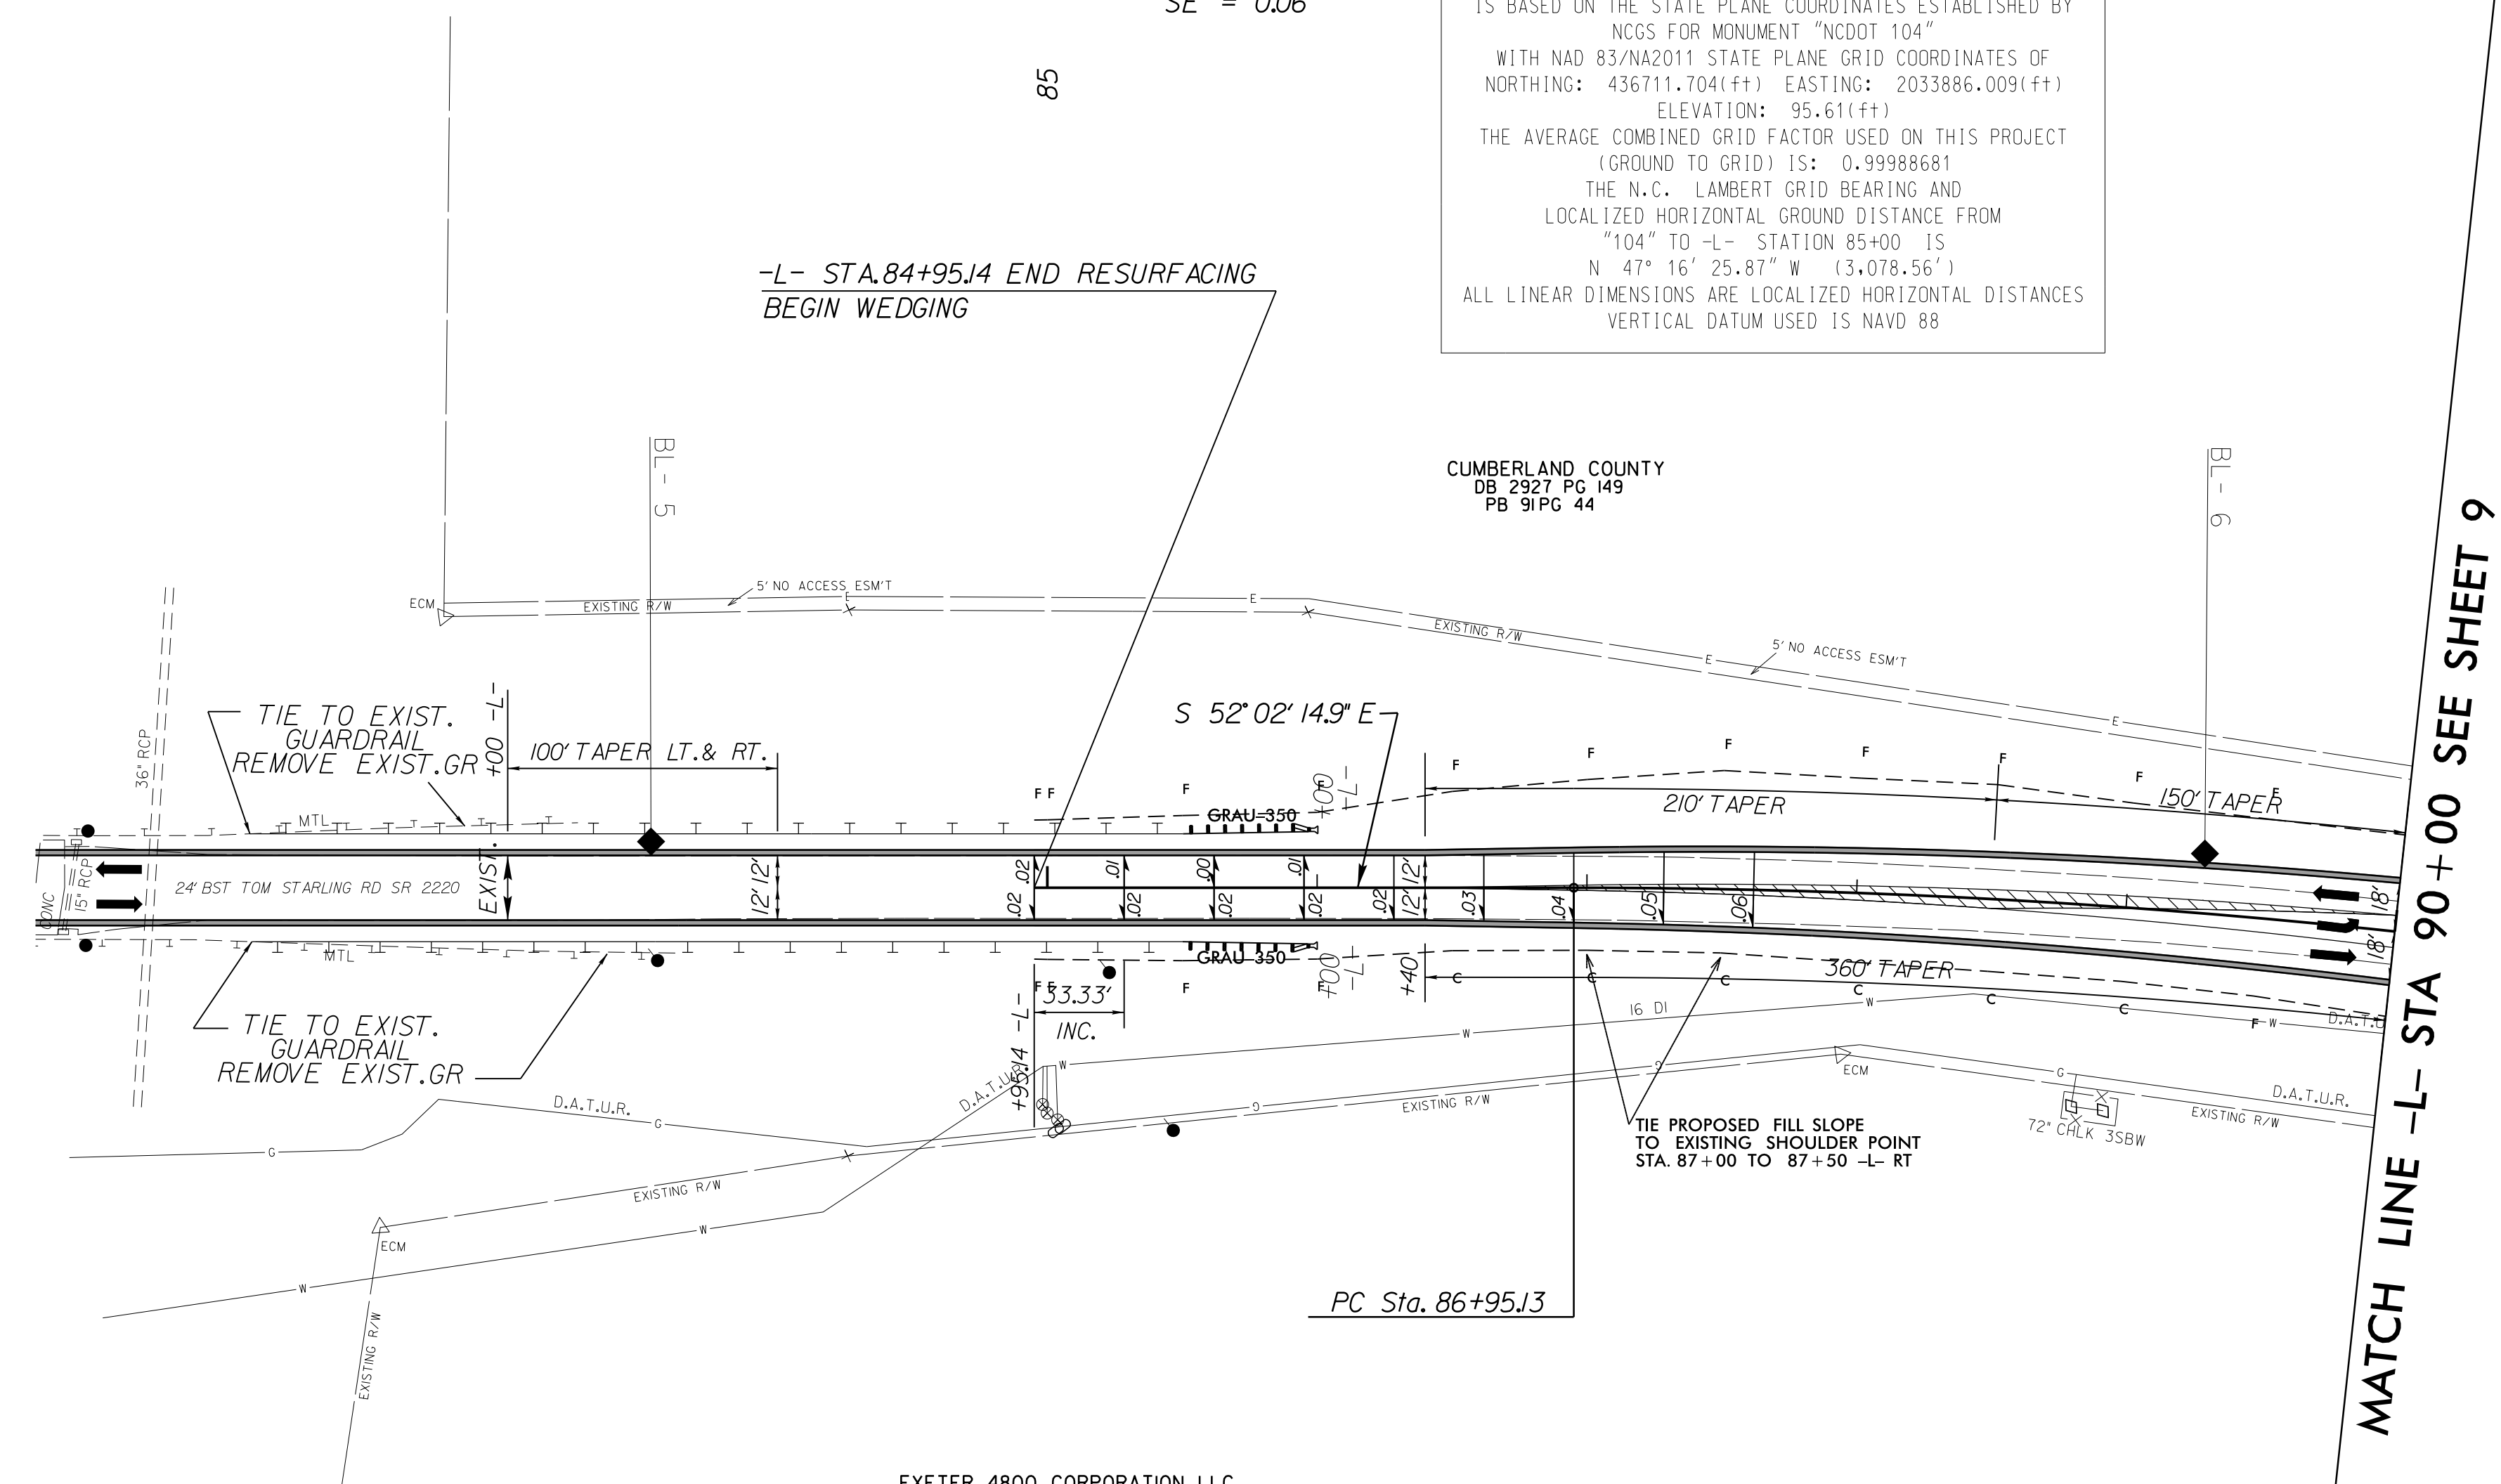 SE = 0.06
IS BASED ON THE STATE PLANE COORDINATES ESTABLISHED BY
NCGS FOR MONUMENT "NCDOT 104"
WITH NAD 83/NA2011 STATE PLANE GRID COORDINATES OF
NORTHING: 436711.704(ft) EASTING: 2033886.009(ft)
ELEVATION: 95.61(ft)
THE AVERAGE COMBINED GRID FACTOR USED ON THIS PROJECT
(GROUND TO GRID) IS: 0.99988681
THE N.C. LAMBERT GRID BEARING AND
LOCALIZED HORIZONTAL GROUND DISTANCE FROM
"104" TO -L- STATION 85+00 IS
N 47° 16' 25.87" W (3,078.56')
ALL LINEAR DIMENSIONS ARE LOCALIZED HORIZONTAL DISTANCES
VERTICAL DATUM USED IS NAVD 88
85
-L- STA.84+95.14 END RESURFACING
BEGIN WEDGING
BL-5
BL-6
CUMBERLAND COUNTY
DB 2927 PG 149
PB 91PG 44
MATCH LINE -L- STA 90+00 SEE SHEET 9
5' NO ACCESS ESM'T
ECM
EXISTING R/W
E
E
EXISTING R/W
E
5' NO ACCESS ESM'T
E
36" RCP
TIE TO EXIST.
GUARDRAIL
REMOVE EXIST.GR
+00 -L-
100' TAPER LT.& RT.
S 52°02' 14.9" E
F F
F
F
+00
-L-
F
F
F
F
F
F
F
210' TAPER
150' TAPER
MTL
GRAU-350
CONC
15" RCP
24' BST TOM STARLING RD SR 2220
EXIST.
12' 12'
.02 .02
.01 .02
.00 .02
.01 .02
.02
12' 12'
.03
.04
.05
.06
18'
18'
MTL
GRAU 350
+00
-L-
+40
360' TAPER
F F
F
F
C
C
C
C
C
C
F
33.33'
INC.
+95.14 -L-
TIE TO EXIST.
GUARDRAIL
REMOVE EXIST.GR
W
W
W
W
16 DI
D.A.T.U
D.A.T.U.R.
D.A.T.U.R.
G
G
G
G
G
ECM
EXISTING R/W
D.A.T.U.R.
EXISTING R/W
72" CHLK 3SBW
TIE PROPOSED FILL SLOPE
TO EXISTING SHOULDER POINT
STA. 87+00 TO 87+50 -L- RT
EXISTING R/W
W
W
ECM
EXISTING R/W
PC Sta. 86+95.13
EXETER 4800 CORPORATION LLC